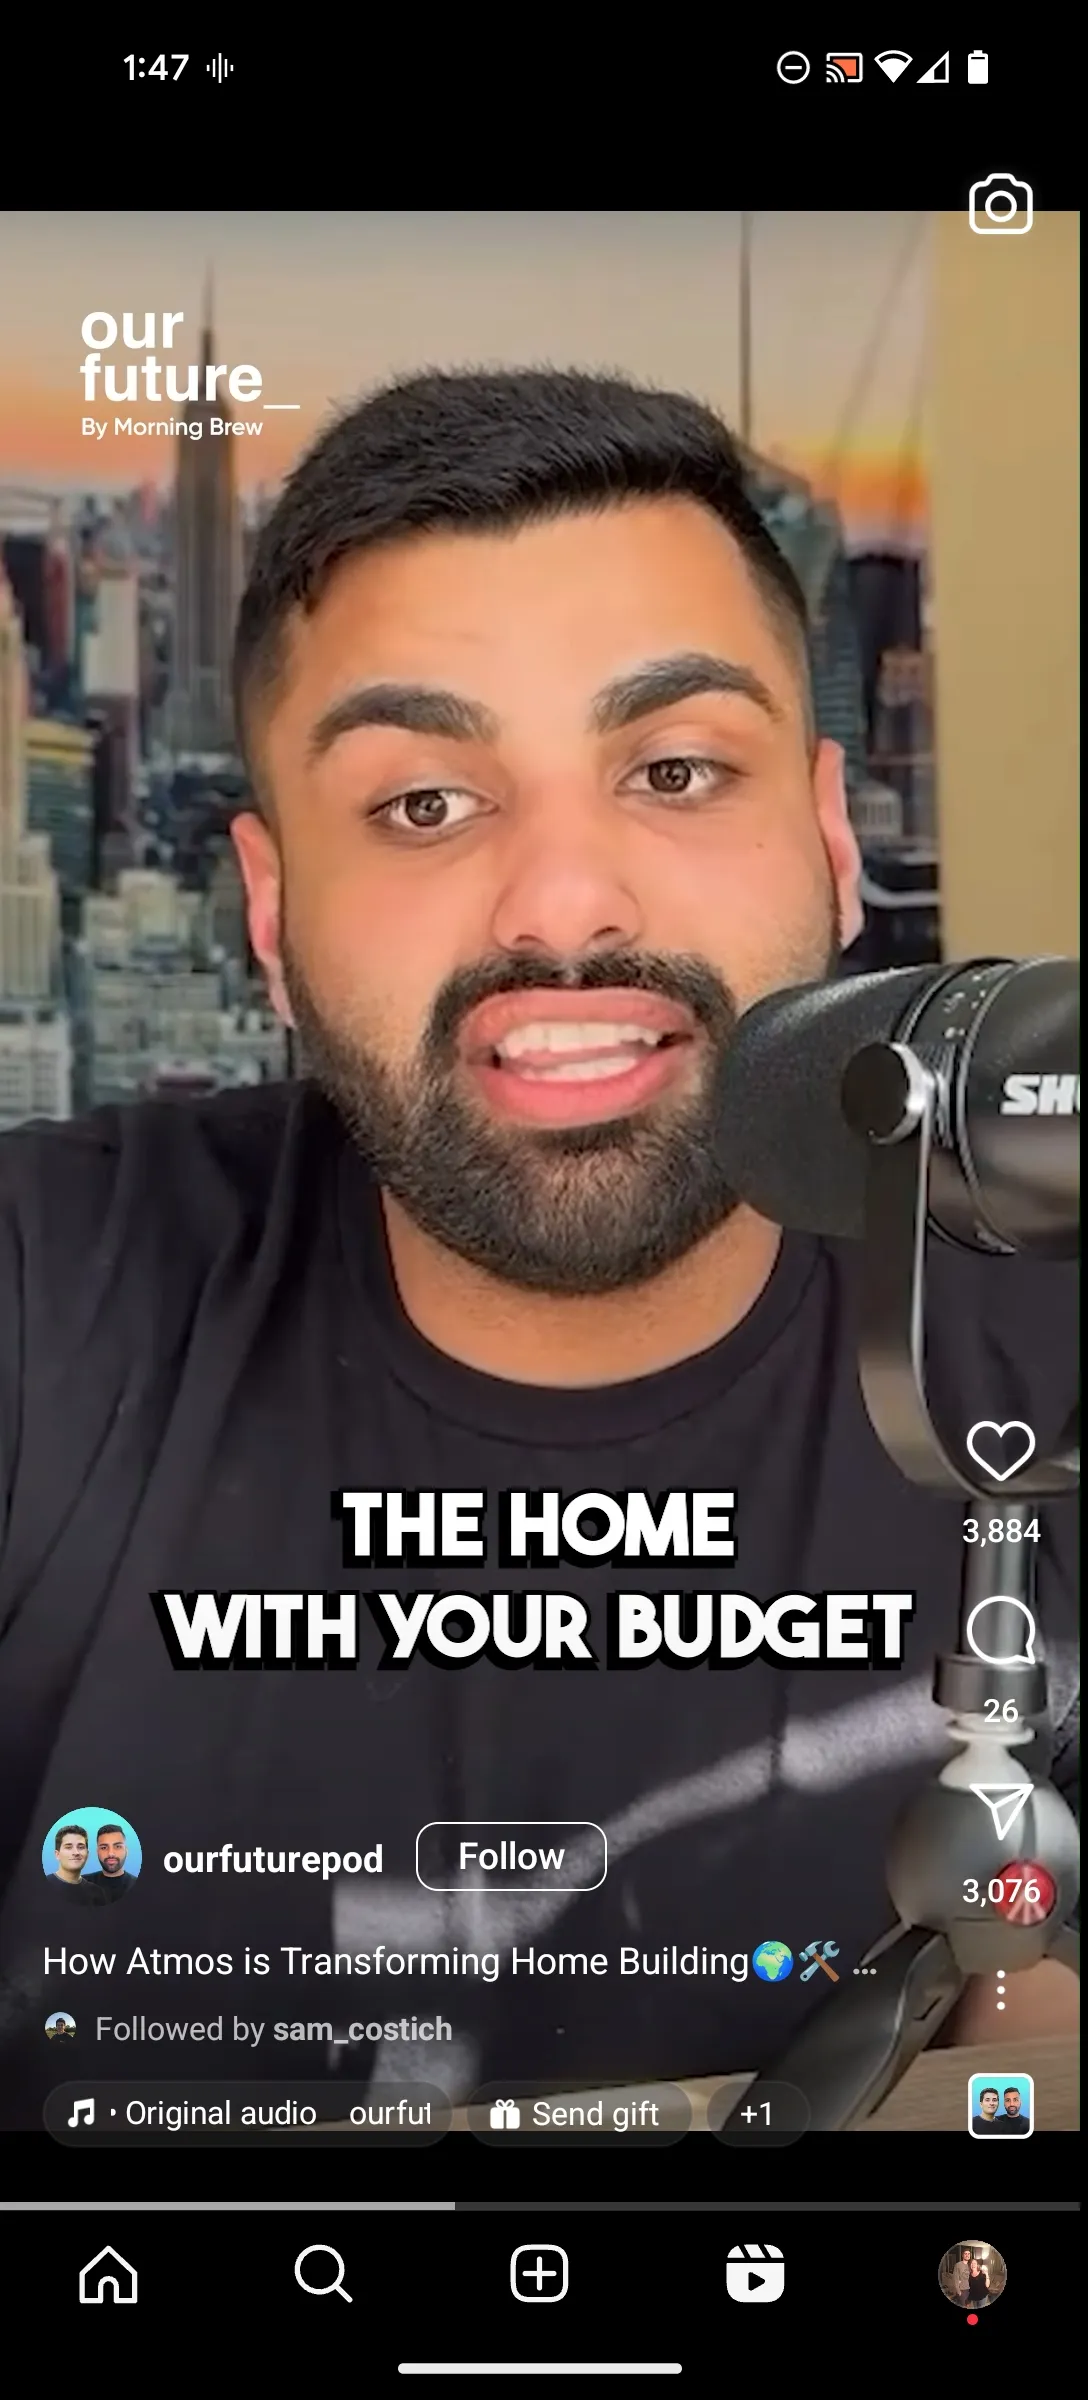 1:47
our
future_
By Morning Brew
THE HOME
WITH YOUR BUDGET
3,884
26
3,076
ourfuturepod
Follow
How Atmos is Transforming Home Building🌍🛠️ ...
Followed by sam_costich
• Original audio ourfut
Send gift
+1